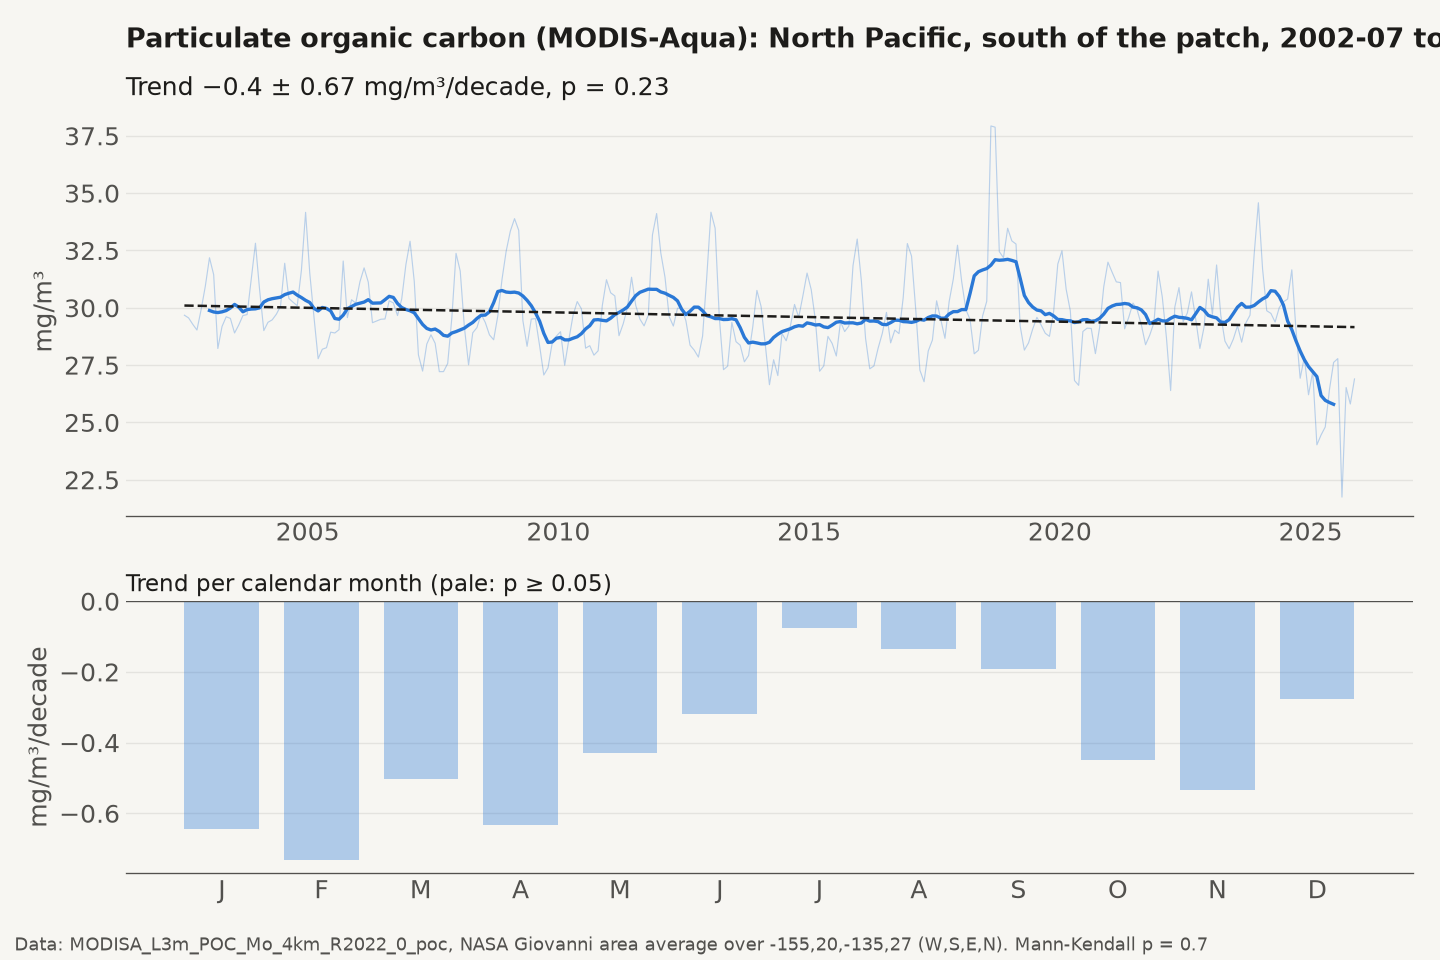 Particulate organic carbon (MODIS-Aqua): North Pacific, south of the patch, 2002-07 to
Trend −0.4 ± 0.67 mg/m³/decade, p = 0.23
37.5
35.0
32.5
30.0
27.5
25.0
22.5
mg/m³
2005 2010 2015 2020 2025
Trend per calendar month (pale: p ≥ 0.05)
0.0
−0.2
−0.4
−0.6
mg/m³/decade
J F M A M J J A S O N D
Data: MODISA_L3m_POC_Mo_4km_R2022_0_poc, NASA Giovanni area average over -155,20,-135,27 (W,S,E,N). Mann-Kendall p = 0.7